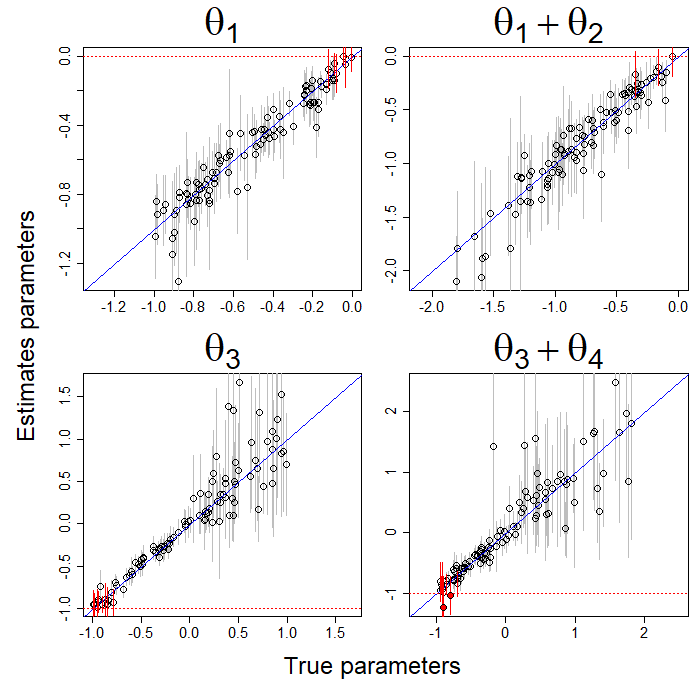 θ1
θ1 + θ2
0.0
-0.4
-0.8
-1.2
-1.2 -1.0 -0.8 -0.6 -0.4 -0.2 0.0
0.0
-0.5
-1.0
-1.5
-2.0
-2.0 -1.5 -1.0 -0.5 0.0
Estimates parameters
θ3
θ3 + θ4
1.5
1.0
0.5
0.0
-0.5
-1.0
-1.0 -0.5 0.0 0.5 1.0 1.5
2
1
0
-1
-1 0 1 2
True parameters